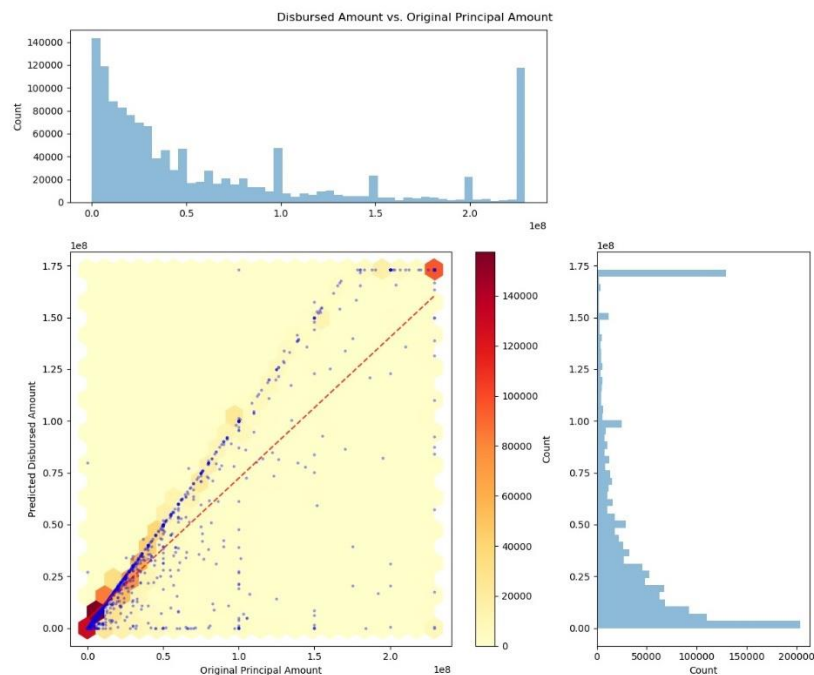 Disbursed Amount vs. Original Principal Amount
140000
120000
100000
80000
60000
40000
20000
0
Count
0.0 0.5 1.0 1.5 2.0
1e8
1e8
1.75
1.50
1.25
1.00
0.75
0.50
0.25
0.00
Predicted Disbursed Amount
0.0 0.5 1.0 1.5 2.0
Original Principal Amount
1e8
140000
120000
100000
80000
60000
40000
20000
0
Count
1e8
1.75
1.50
1.25
1.00
0.75
0.50
0.25
0.00
0 50000 100000 150000 200000
Count